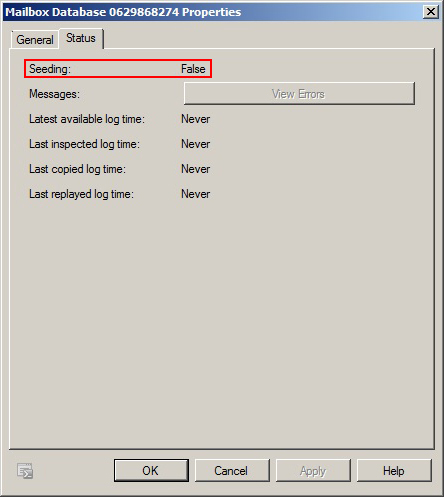 Mailbox Database 0629868274 Properties
General Status
Seeding: False
Messages: View Errors
Latest available log time: Never
Last inspected log time: Never
Last copied log time: Never
Last replayed log time: Never
OK Cancel Apply Help